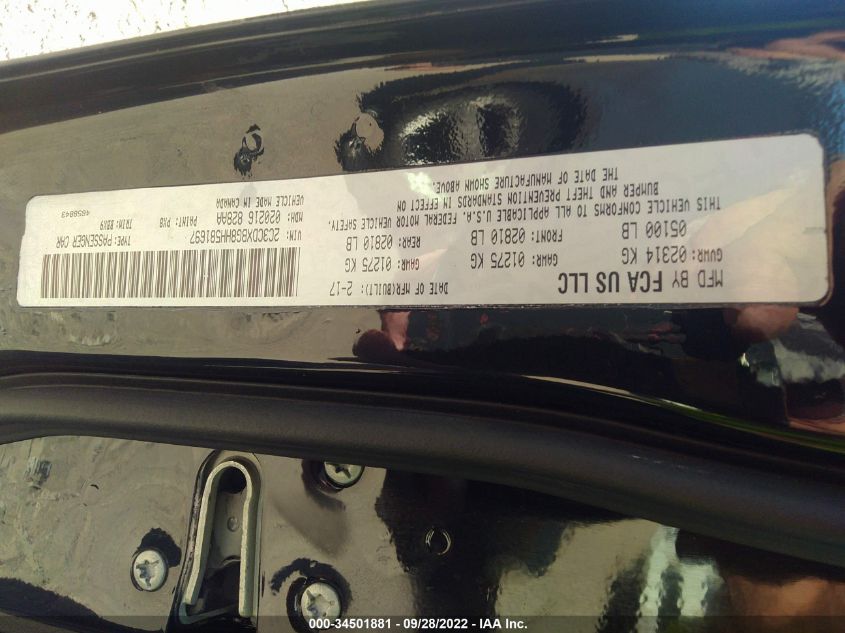 MFD BY FCA US LLC DATE OF MFR(BUILT): 2-17
GVWR: 02314 KG GAWR: 01275 KG GAWR: 01275 KG
05100 LB FRONT: 02810 LB REAR: 02810 LB
THIS VEHICLE CONFORMS TO ALL APPLICABLE U.S.A. FEDERAL MOTOR VEHICLE SAFETY,
BUMPER AND THEFT PREVENTION STANDARDS IN EFFECT ON
THE DATE OF MANUFACTURE SHOWN ABOVE.
VIN: 2C3CDXBG8HH581697 TYPE: PASSENGER CAR
MDH: 020216 828AA PAINT: PX8 TRIM:
VEHICLE MADE IN CANADA 4656843
000-34501881 / 09/28/2022 - IAA Inc.